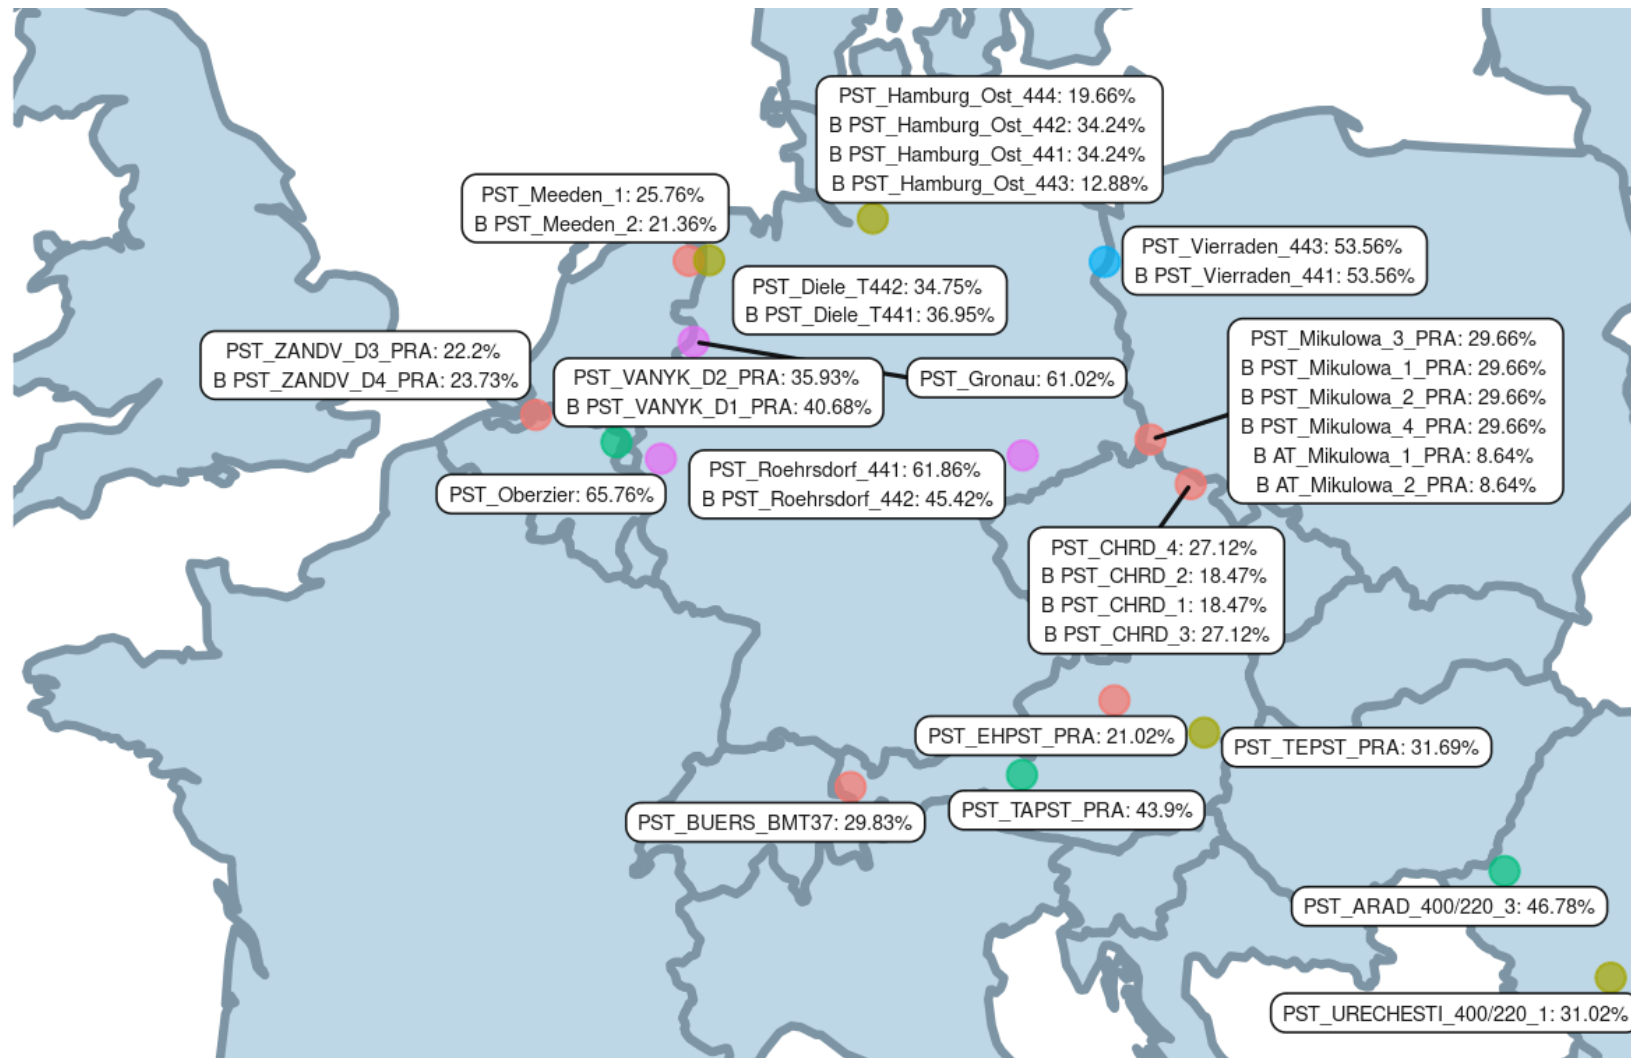 PST_Hamburg_Ost_444: 19.66%
B PST_Hamburg_Ost_442: 34.24%
B PST_Hamburg_Ost_441: 34.24%
B PST_Hamburg_Ost_443: 12.88%
PST_Meeden_1: 25.76%
B PST_Meeden_2: 21.36%
PST_Vierraden_443: 53.56%
B PST_Vierraden_441: 53.56%
PST_Diele_T442: 34.75%
B PST_Diele_T441: 36.95%
PST_ZANDV_D3_PRA: 22.2%
B PST_ZANDV_D4_PRA: 23.73%
PST_VANYK_D2_PRA: 35.93%
B PST_VANYK_D1_PRA: 40.68%
PST_Gronau: 61.02%
PST_Mikulowa_3_PRA: 29.66%
B PST_Mikulowa_1_PRA: 29.66%
B PST_Mikulowa_2_PRA: 29.66%
B PST_Mikulowa_4_PRA: 29.66%
B AT_Mikulowa_1_PRA: 8.64%
B AT_Mikulowa_2_PRA: 8.64%
PST_Oberzier: 65.76%
PST_Roehrsdorf_441: 61.86%
B PST_Roehrsdorf_442: 45.42%
PST_CHRD_4: 27.12%
B PST_CHRD_2: 18.47%
B PST_CHRD_1: 18.47%
B PST_CHRD_3: 27.12%
PST_EHPST_PRA: 21.02%
PST_TEPST_PRA: 31.69%
PST_BUERS_BMT37: 29.83%
PST_TAPST_PRA: 43.9%
PST_ARAD_400/220_3: 46.78%
PST_URECHESTI_400/220_1: 31.02%